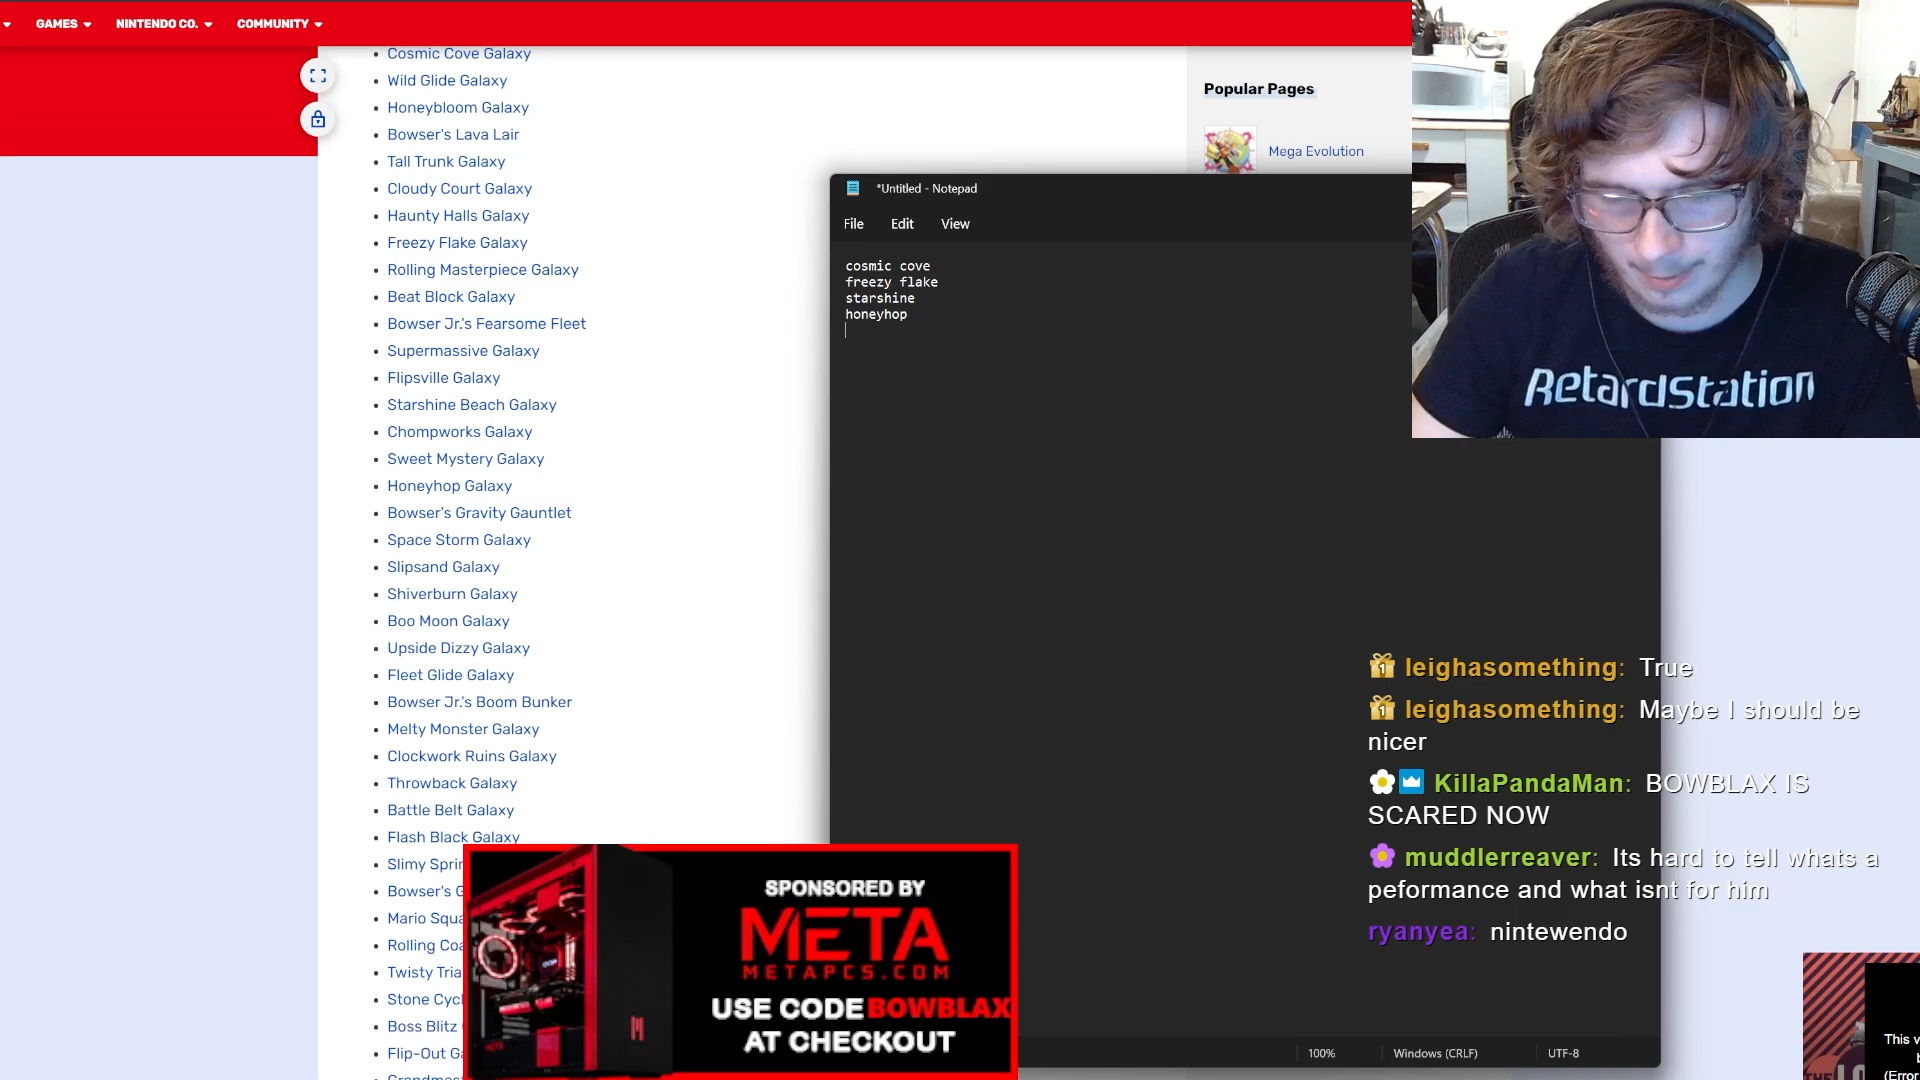 GAMES
NINTENDO CO.
COMMUNITY
Cosmic Cove Galaxy
Wild Glide Galaxy
Honeybloom Galaxy
Bowser's Lava Lair
Tall Trunk Galaxy
Cloudy Court Galaxy
Haunty Halls Galaxy
Freezy Flake Galaxy
Rolling Masterpiece Galaxy
Beat Block Galaxy
Bowser Jr.'s Fearsome Fleet
Supermassive Galaxy
Flipsville Galaxy
Starshine Beach Galaxy
Chompworks Galaxy
Sweet Mystery Galaxy
Honeyhop Galaxy
Bowser's Gravity Gauntlet
Space Storm Galaxy
Slipsand Galaxy
Shiverburn Galaxy
Boo Moon Galaxy
Upside Dizzy Galaxy
Fleet Glide Galaxy
Bowser Jr.'s Boom Bunker
Melty Monster Galaxy
Clockwork Ruins Galaxy
Throwback Galaxy
Battle Belt Galaxy
Flash Black Galaxy
Slimy Sprin
Bowser's G
Mario Squa
Rolling Coa
Twisty Tria
Stone Cycl
Boss Blitz
Flip-Out Ga
Popular Pages
Mega Evolution
*Untitled - Notepad
File Edit View
cosmic cove
freezy flake
starshine
honeyhop
100%
Windows (CRLF)
UTF-8
RetardStation
leighasomething: True
leighasomething: Maybe I should be
nicer
KillaPandaMan: BOWBLAX IS
SCARED NOW
muddlerreaver: Its hard to tell whats a
peformance and what isnt for him
ryanyea: nintewendo
SPONSORED BY
META
METAPCS.COM
USE CODE BOWBLAX
AT CHECKOUT
This v
(Error